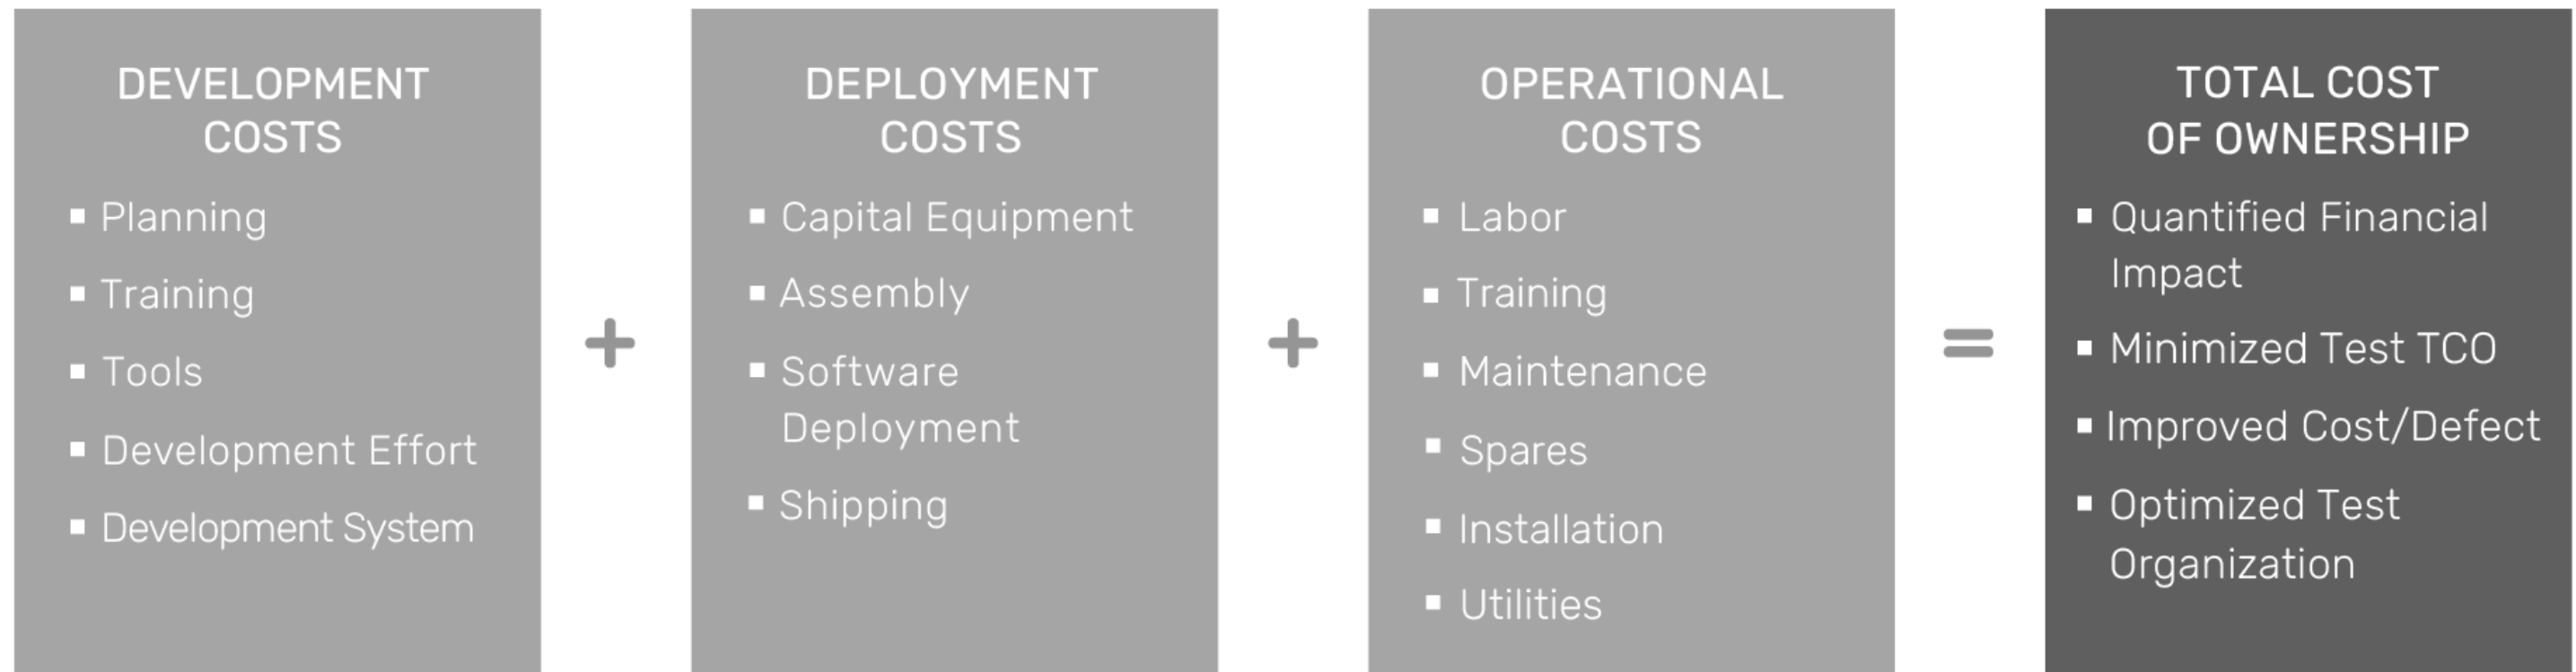 DEVELOPMENT
COSTS
▪ Planning
▪ Training
▪ Tools
▪ Development Effort
▪ Development System
+
DEPLOYMENT
COSTS
▪ Capital Equipment
▪ Assembly
▪ Software
Deployment
▪ Shipping
+
OPERATIONAL
COSTS
▪ Labor
▪ Training
▪ Maintenance
▪ Spares
▪ Installation
▪ Utilities
=
TOTAL COST
OF OWNERSHIP
▪ Quantified Financial
Impact
▪ Minimized Test TCO
▪ Improved Cost/Defect
▪ Optimized Test
Organization